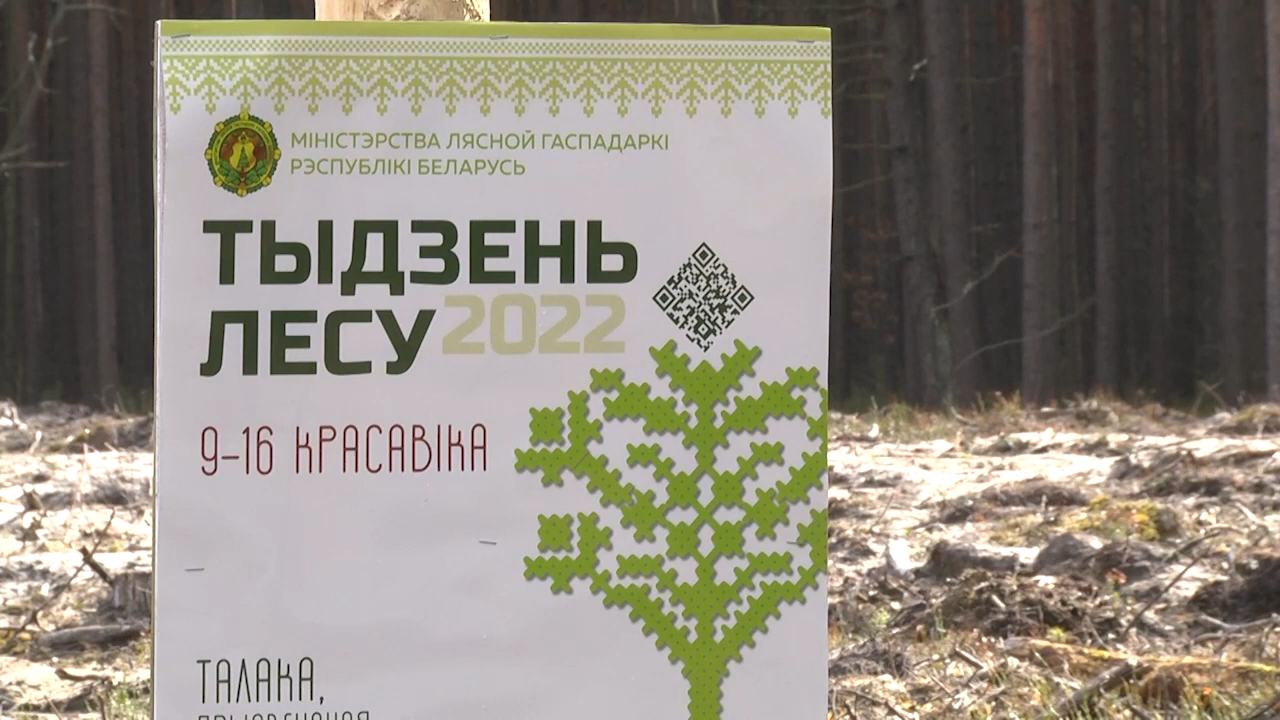 МІНІСТЭРСТВА ЛЯСНОЙ ГАСПАДАРКІ
РЭСПУБЛІКІ БЕЛАРУСЬ
ТЫДЗЕНЬ
ЛЕСУ 2022
9-16 КРАСАВІКА
ТАЛАКА,